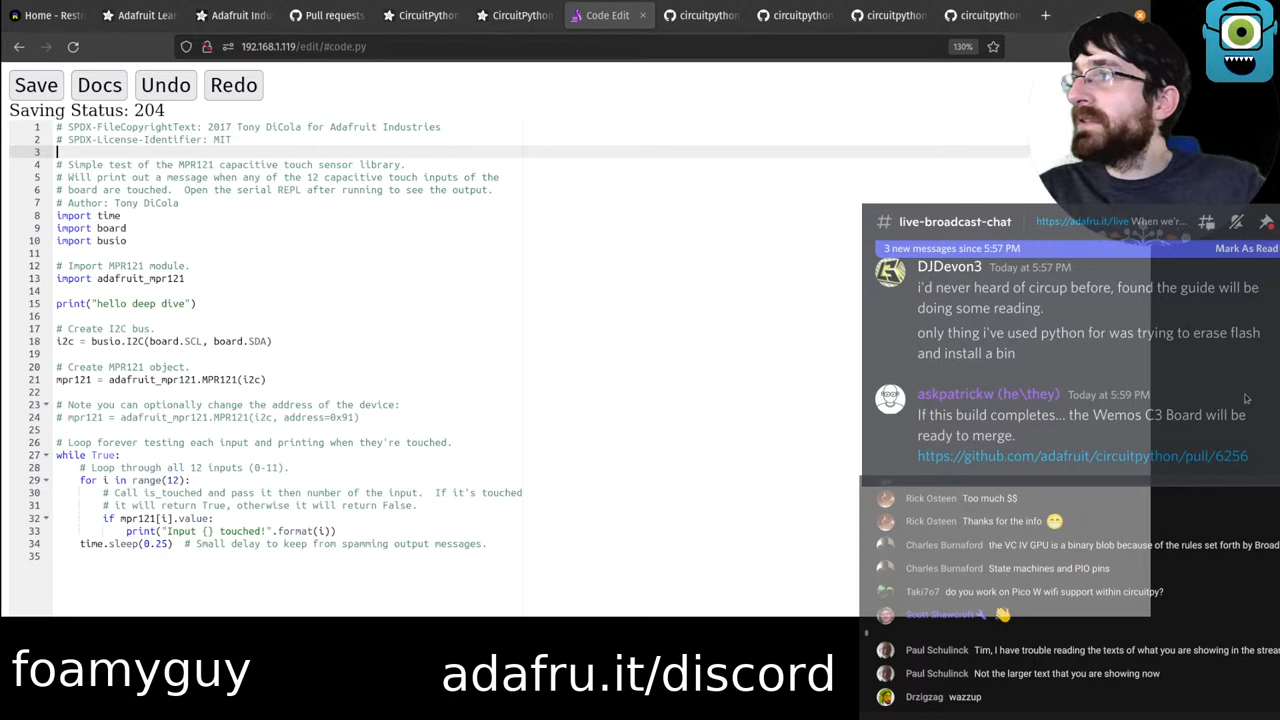 Home - Restr
Adafruit Lear
Adafruit Indu
Pull requests
CircuitPython
CircuitPython
Code Edit
circuitpython
circuitpython
circuitpython
circuitpython
192.168.1.119/edit/#code.py
130%
Save Docs Undo Redo
Saving Status: 204
1 # SPDX-FileCopyrightText: 2017 Tony DiCola for Adafruit Industries
2 # SPDX-License-Identifier: MIT
3
4 # Simple test of the MPR121 capacitive touch sensor library.
5 # Will print out a message when any of the 12 capacitive touch inputs of the
6 # board are touched.  Open the serial REPL after running to see the output.
7 # Author: Tony DiCola
8 import time
9 import board
10 import busio
11
12 # Import MPR121 module.
13 import adafruit_mpr121
14
15 print("hello deep dive")
16
17 # Create I2C bus.
18 i2c = busio.I2C(board.SCL, board.SDA)
19
20 # Create MPR121 object.
21 mpr121 = adafruit_mpr121.MPR121(i2c)
22
23 # Note you can optionally change the address of the device:
24 # mpr121 = adafruit_mpr121.MPR121(i2c, address=0x91)
25
26 # Loop forever testing each input and printing when they're touched.
27 while True:
28 # Loop through all 12 inputs (0-11).
29 for i in range(12):
30 # Call is_touched and pass it then number of the input.  If it's touched
31 # it will return True, otherwise it will return False.
32 if mpr121[i].value:
33 print("Input {} touched!".format(i))
34 time.sleep(0.25)  # Small delay to keep from spamming output messages.
35
# live-broadcast-chat https://adafru.it/live When we'r...
3 new messages since 5:57 PM Mark As Read
DJDevon3 Today at 5:57 PM
i'd never heard of circup before, found the guide will be
doing some reading.
only thing i've used python for was trying to erase flash
and install a bin
askpatrickw (he\they) Today at 5:59 PM
If this build completes... the Wemos C3 Board will be
ready to merge.
https://github.com/adafruit/circuitpython/pull/6256
Rick Osteen Too much $$
Rick Osteen Thanks for the info 😁
Charles Burnaford the VC IV GPU is a binary blob because of the rules set forth by Broad
Charles Burnaford State machines and PIO pins
Taki7o7 do you work on Pico W wifi support within circuitpy?
Scott Shawcroft 👋
Paul Schulinck Tim, I have trouble reading the texts of what you are showing in the strea
Paul Schulinck Not the larger text that you are showing now
Drzigzag wazzup
foamyguy
adafru.it/discord